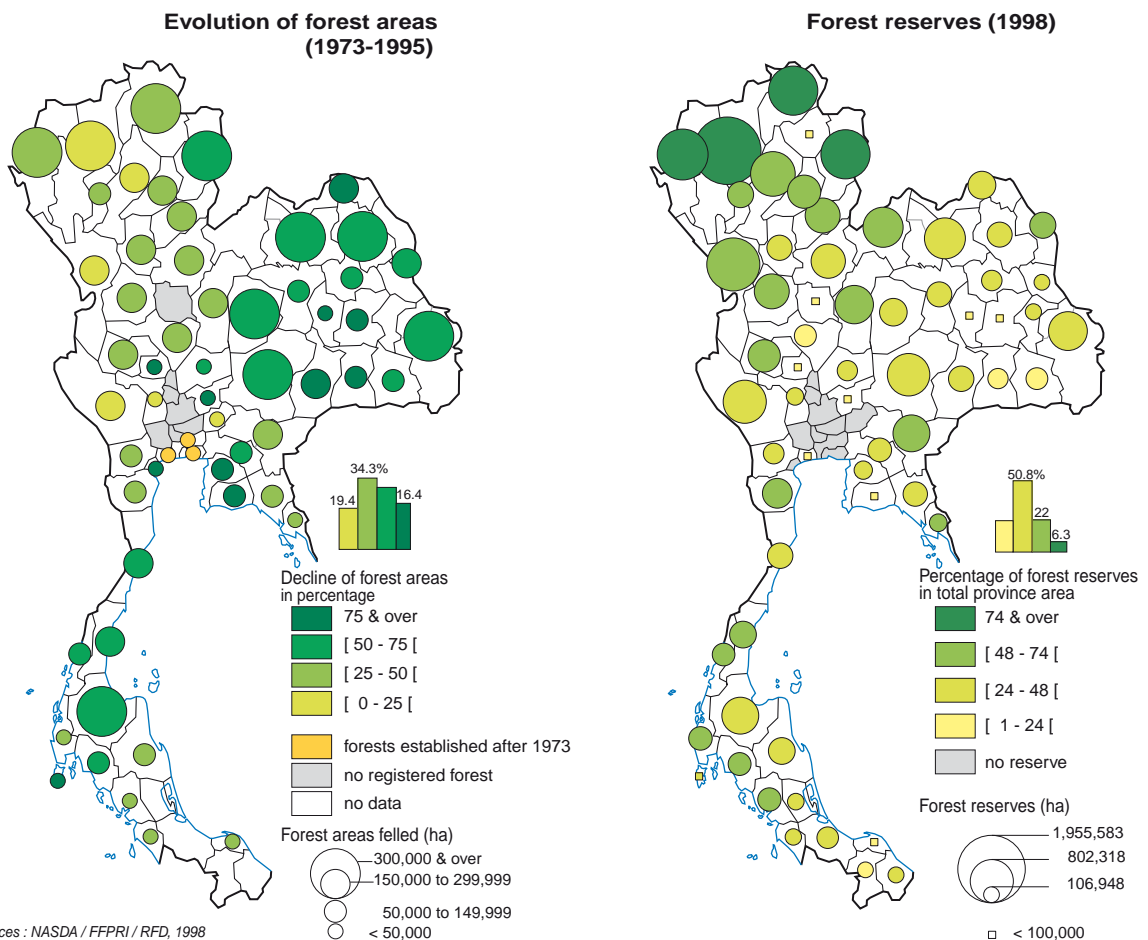 Evolution of forest areas
(1973-1995)
34.3%
19.4
16.4
Decline of forest areas
in percentage
75 & over
[ 50 - 75 [
[ 25 - 50 [
[ 0 - 25 [
forests established after 1973
no registered forest
no data
Forest areas felled (ha)
300,000 & over
150,000 to 299,999
50,000 to 149,999
< 50,000
ces : NASDA / FFPRI / RFD, 1998
Forest reserves (1998)
50.8%
22
6.3
Percentage of forest reserves
in total province area
74 & over
[ 48 - 74 [
[ 24 - 48 [
[ 1 - 24 [
no reserve
Forest reserves (ha)
1,955,583
802,318
106,948
< 100,000